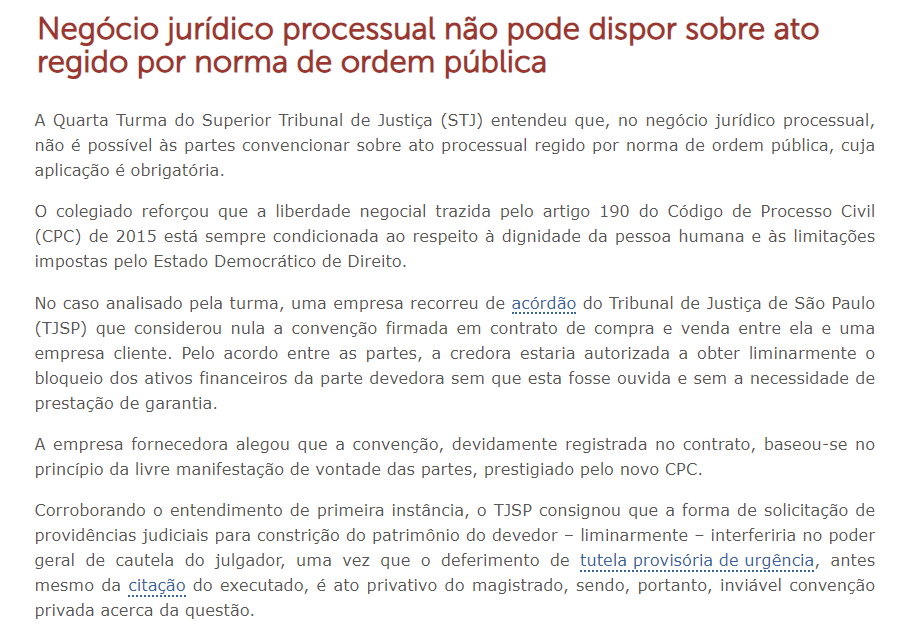 Negócio jurídico processual não pode dispor sobre ato
regido por norma de ordem pública
A Quarta Turma do Superior Tribunal de Justiça (STJ) entendeu que, no negócio jurídico processual,
não é possível às partes convencionar sobre ato processual regido por norma de ordem pública, cuja
aplicação é obrigatória.
O colegiado reforçou que a liberdade negocial trazida pelo artigo 190 do Código de Processo Civil
(CPC) de 2015 está sempre condicionada ao respeito à dignidade da pessoa humana e às limitações
impostas pelo Estado Democrático de Direito.
No caso analisado pela turma, uma empresa recorreu de acórdão do Tribunal de Justiça de São Paulo
(TJSP) que considerou nula a convenção firmada em contrato de compra e venda entre ela e uma
empresa cliente. Pelo acordo entre as partes, a credora estaria autorizada a obter liminarmente o
bloqueio dos ativos financeiros da parte devedora sem que esta fosse ouvida e sem a necessidade de
prestação de garantia.
A empresa fornecedora alegou que a convenção, devidamente registrada no contrato, baseou-se no
princípio da livre manifestação de vontade das partes, prestigiado pelo novo CPC.
Corroborando o entendimento de primeira instância, o TJSP consignou que a forma de solicitação de
providências judiciais para constrição do patrimônio do devedor – liminarmente – interferiria no poder
geral de cautela do julgador, uma vez que o deferimento de tutela provisória de urgência, antes
mesmo da citação do executado, é ato privativo do magistrado, sendo, portanto, inviável convenção
privada acerca da questão.